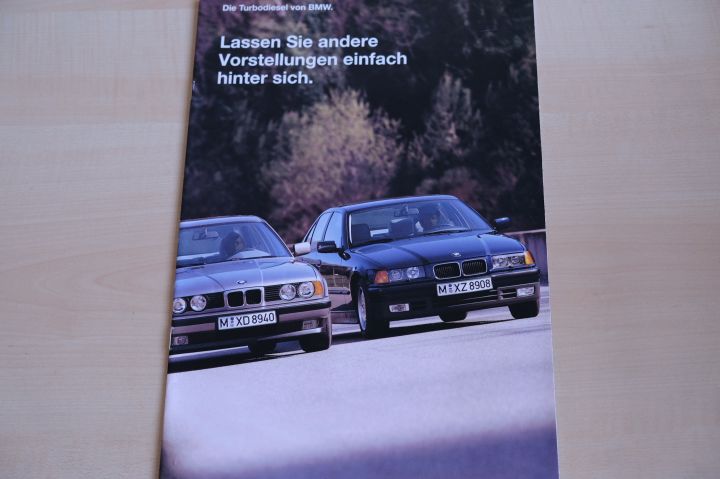 Die Turbodiesel von BMW.
Lassen Sie andere
Vorstellungen einfach
hinter sich.
M XD 8940
M XZ 8908